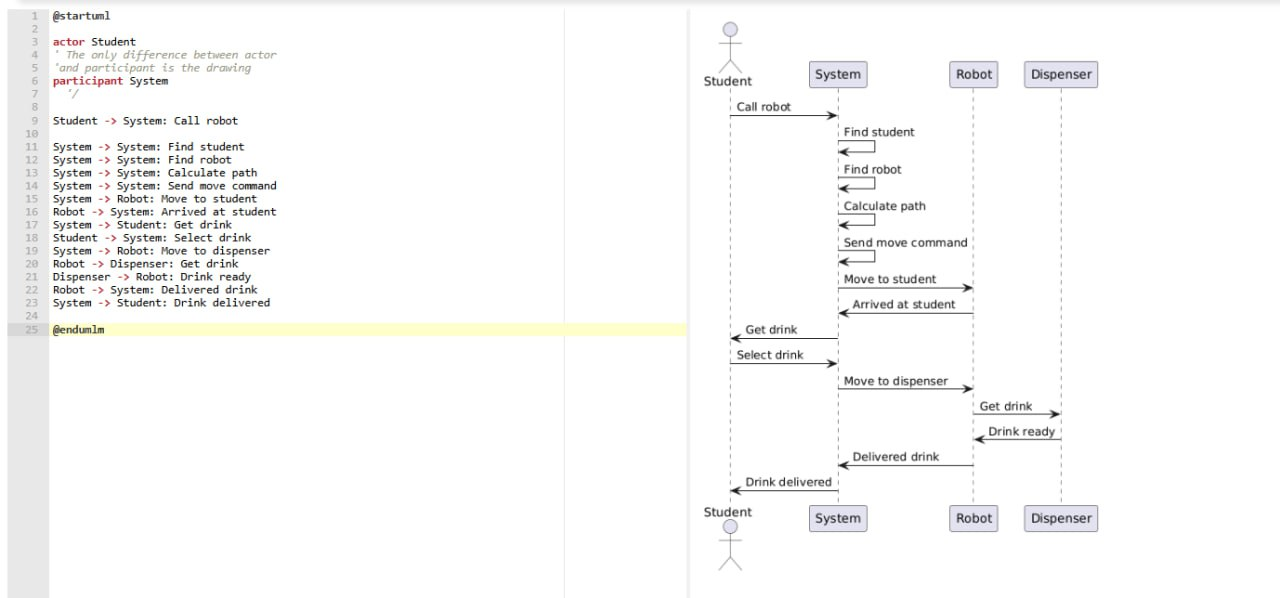 1 @startuml
2
3 actor Student
4 ' The only difference between actor
5 'and participant is the drawing
6 participant System
7 '/
8
9 Student -> System: Call robot
10
11 System -> System: Find student
12 System -> System: Find robot
13 System -> System: Calculate path
14 System -> System: Send move command
15 System -> Robot: Move to student
16 Robot -> System: Arrived at student
17 System -> Student: Get drink
18 Student -> System: Select drink
19 System -> Robot: Move to dispenser
20 Robot -> Dispenser: Get drink
21 Dispenser -> Robot: Drink ready
22 Robot -> System: Delivered drink
23 System -> Student: Drink delivered
24
25 @endumlm
Student System Robot Dispenser
Call robot
Find student
Find robot
Calculate path
Send move command
Move to student
Arrived at student
Get drink
Select drink
Move to dispenser
Get drink
Drink ready
Delivered drink
Drink delivered
Student System Robot Dispenser